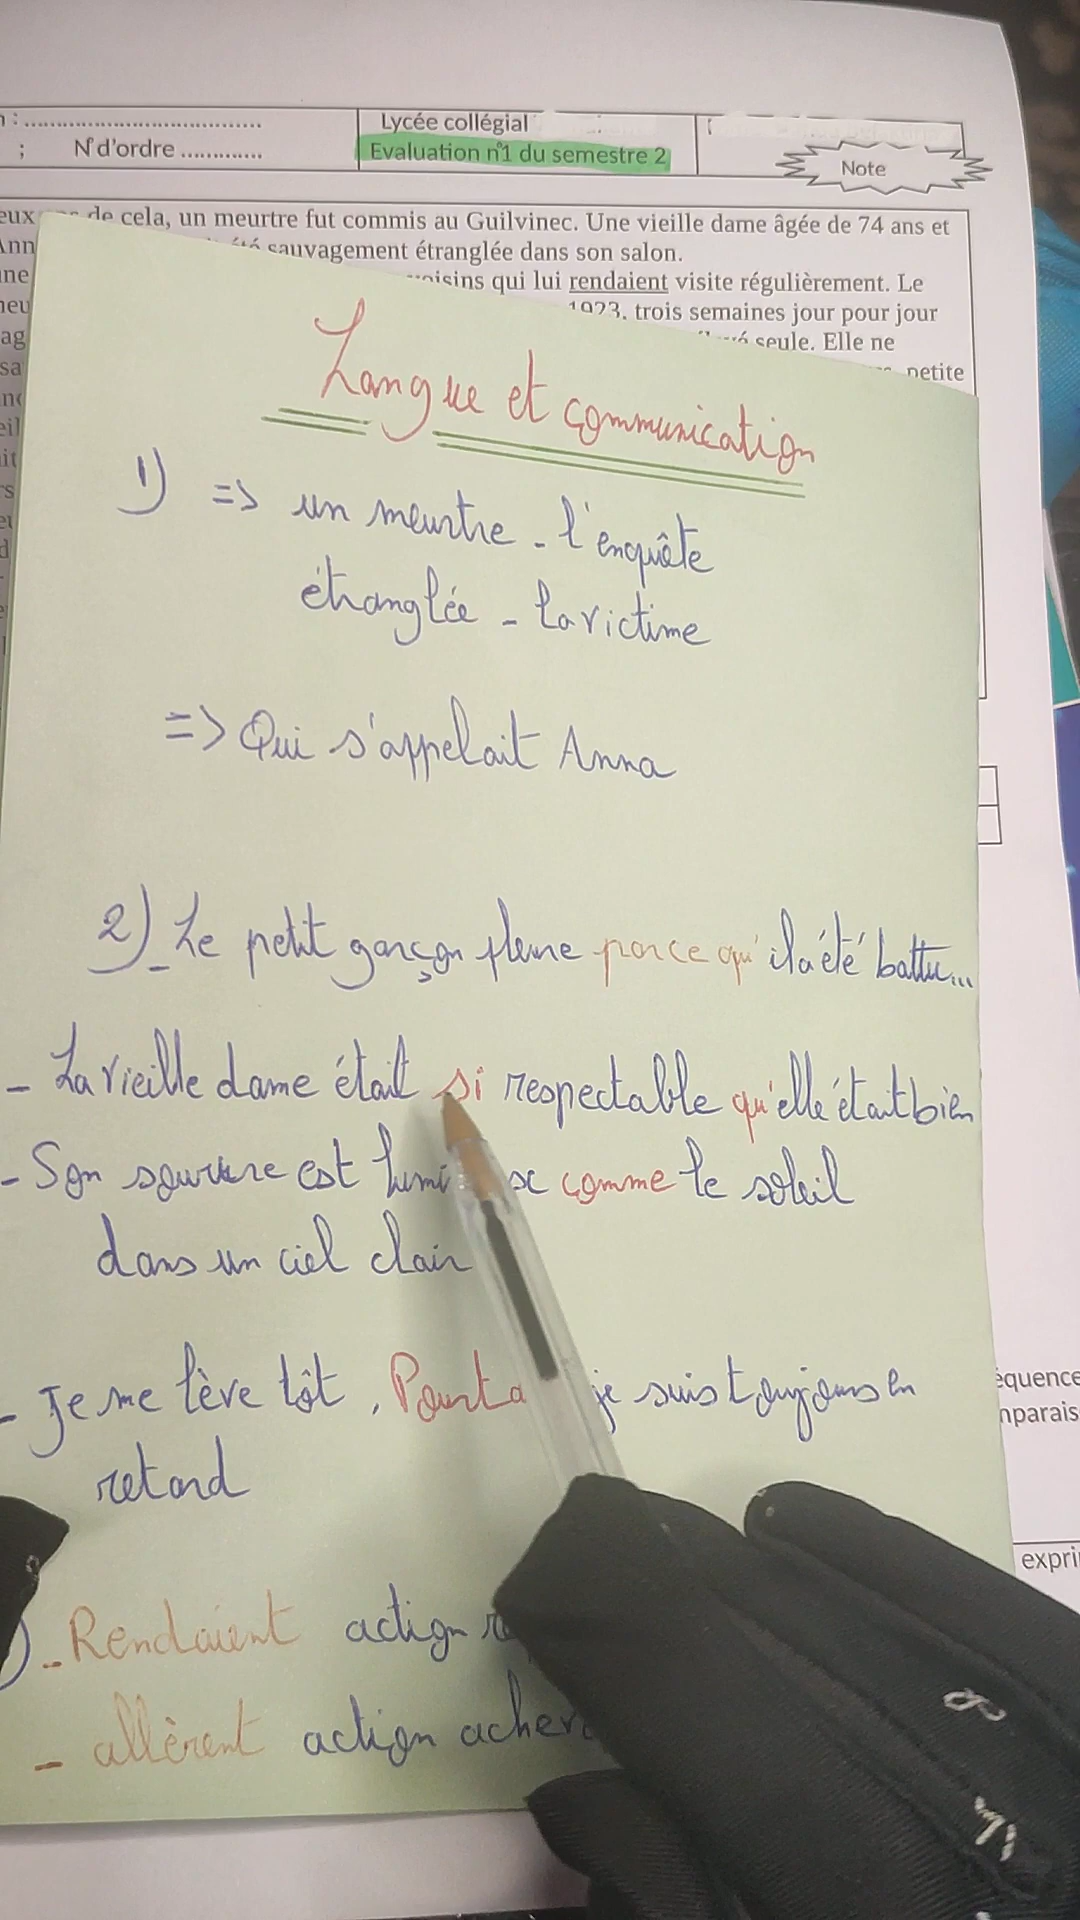 Lycée collégial
N°d'ordre .............
Evaluation n°1 du semestre 2
Note
de cela, un meurtre fut commis au Guilvinec. Une vieille dame âgée de 74 ans et
sauvagement étranglée dans son salon.
qui lui rendaient visite régulièrement. Le
1923, trois semaines jour pour jour
seule. Elle ne
petite
Langue et communication
1) => un meurtre - l'enquête
étranglée - la victime
=> Qui s'appelait Anna
2) - Le petit garçon pleure parce qu'il a été battu...
- La vieille dame était si respectable qu'elle était bien
- Son sourire est comme le soleil
dans un ciel clair
- Je me lève tôt, je suis toujours en
retard
- Rendaient action
- allèrent action